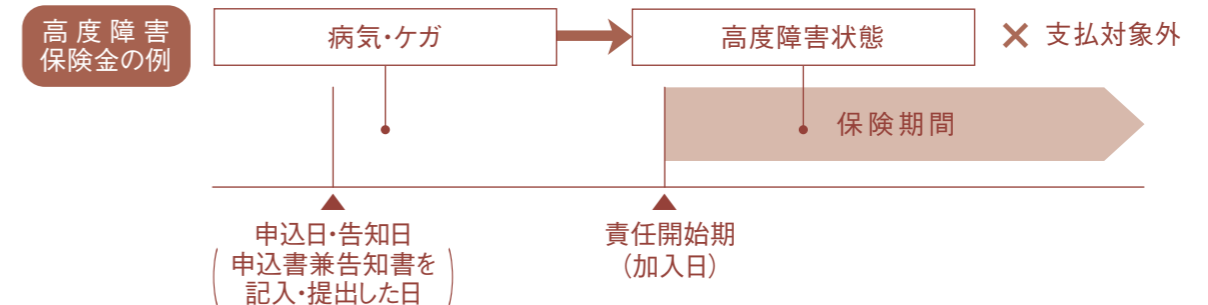 高度障害
保険金の例
病気・ケガ
高度障害状態
× 支払対象外
保険期間
申込日・告知日
（申込書兼告知書を
記入・提出した日）
責任開始期
（加入日）